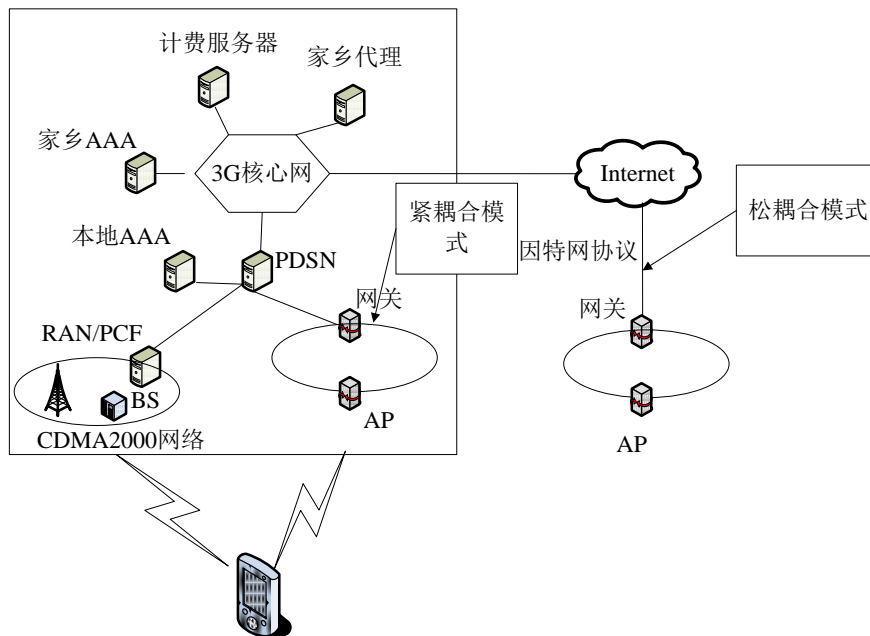 计费服务器
家乡代理
家乡AAA
3G核心网
Internet
紧耦合模
式
松耦合模式
本地AAA
PDSN
因特网协议
网关
网关
RAN/PCF
BS
AP
CDMA2000网络
AP